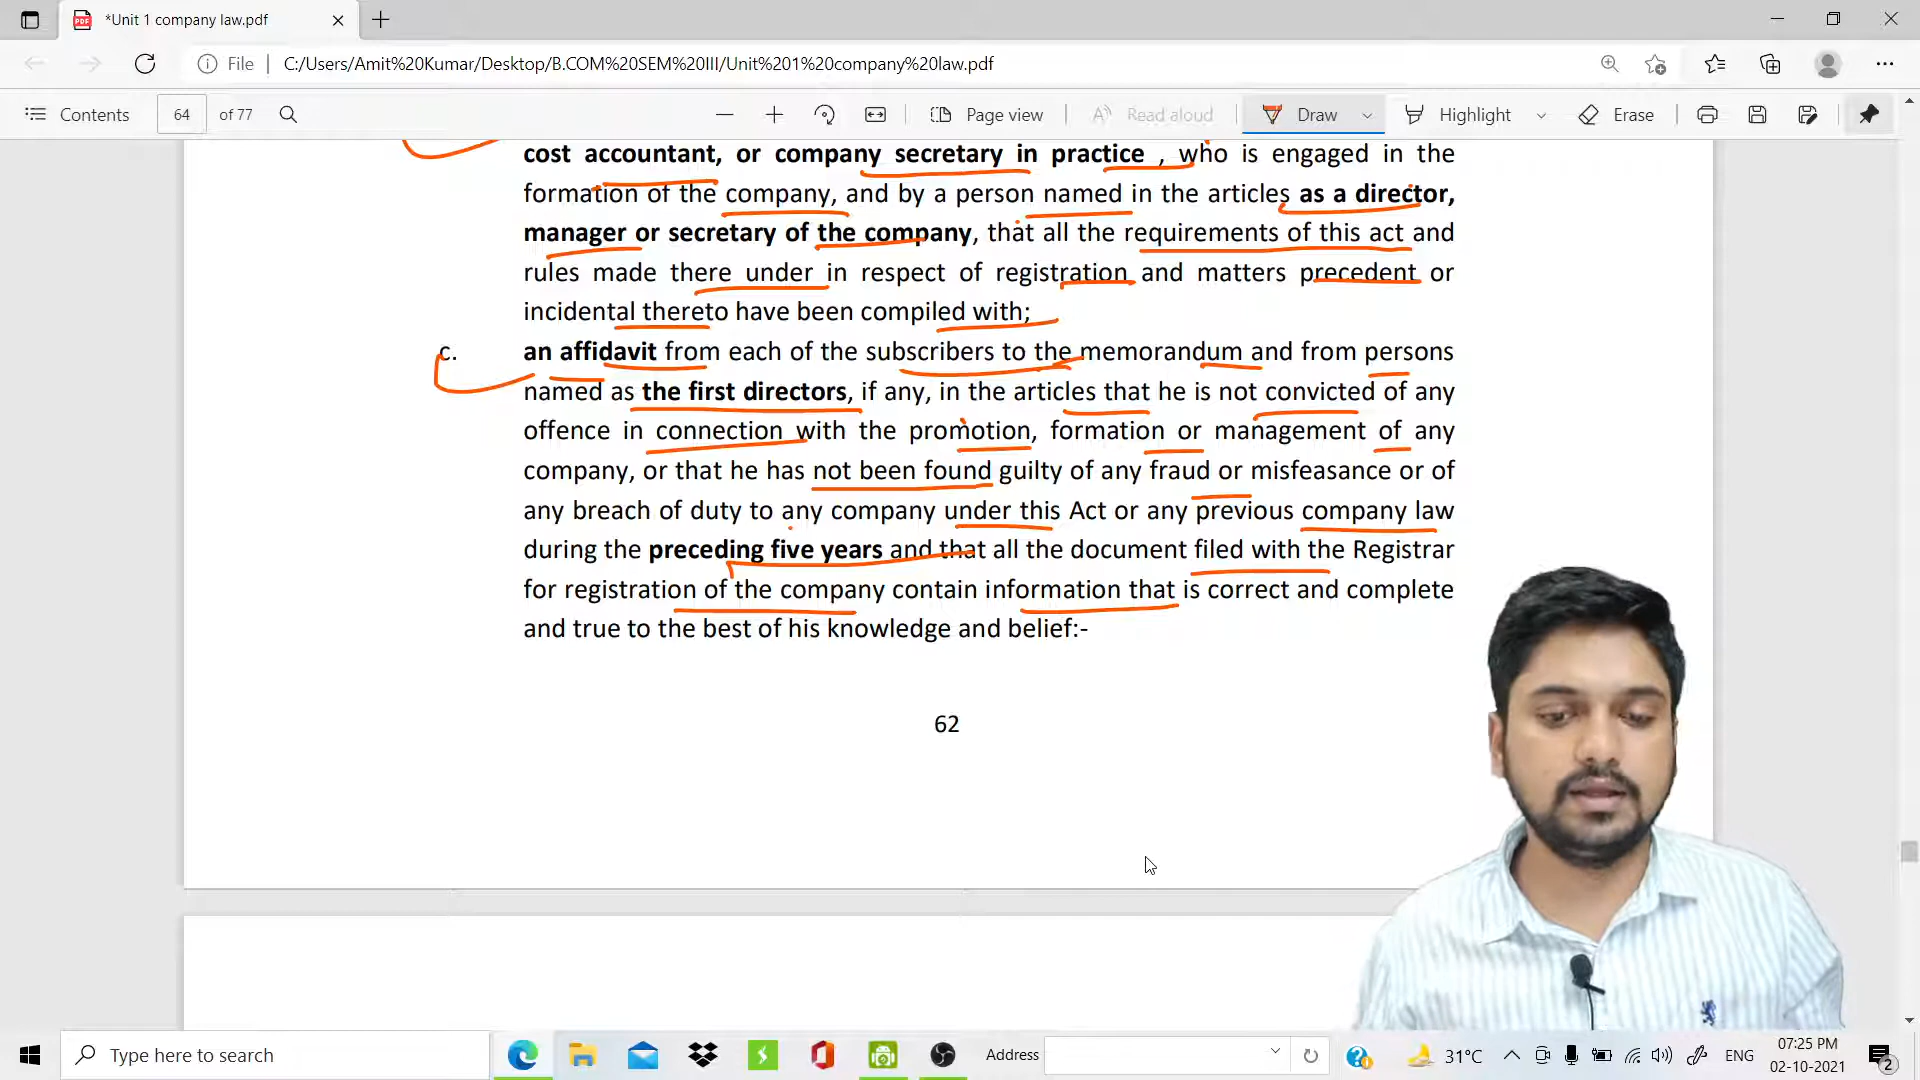 *Unit 1 company law.pdf
File
C:/Users/Amit%20Kumar/Desktop/B.COM%20SEM%20III/Unit%201%20company%20law.pdf
Contents
64 of 77
Page view
Read aloud
Draw
Highlight
Erase
cost accountant, or company secretary in practice , who is engaged in the
formation of the company, and by a person named in the articles as a director,
manager or secretary of the company, that all the requirements of this act and
rules made there under in respect of registration and matters precedent or
incidental thereto have been compiled with;
c. an affidavit from each of the subscribers to the memorandum and from persons
named as the first directors, if any, in the articles that he is not convicted of any
offence in connection with the promotion, formation or management of any
company, or that he has not been found guilty of any fraud or misfeasance or of
any breach of duty to any company under this Act or any previous company law
during the preceding five years and that all the document filed with the Registrar
for registration of the company contain information that is correct and complete
and true to the best of his knowledge and belief:-
62
Type here to search
Address
31°C
ENG
07:25 PM
02-10-2021
2